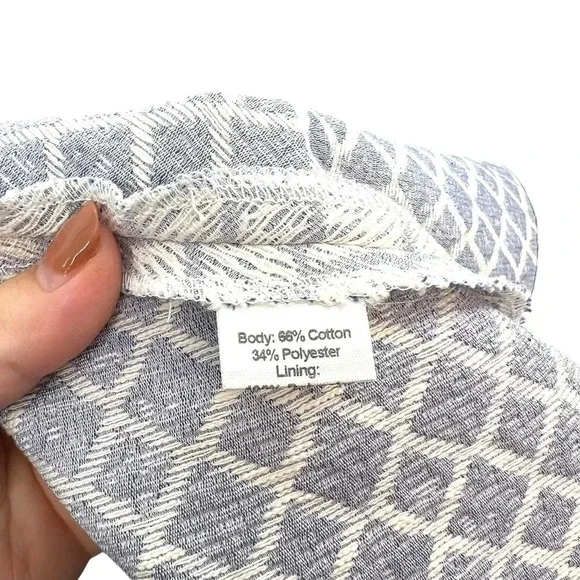 Body: 66% Cotton
34% Polyester
Lining: